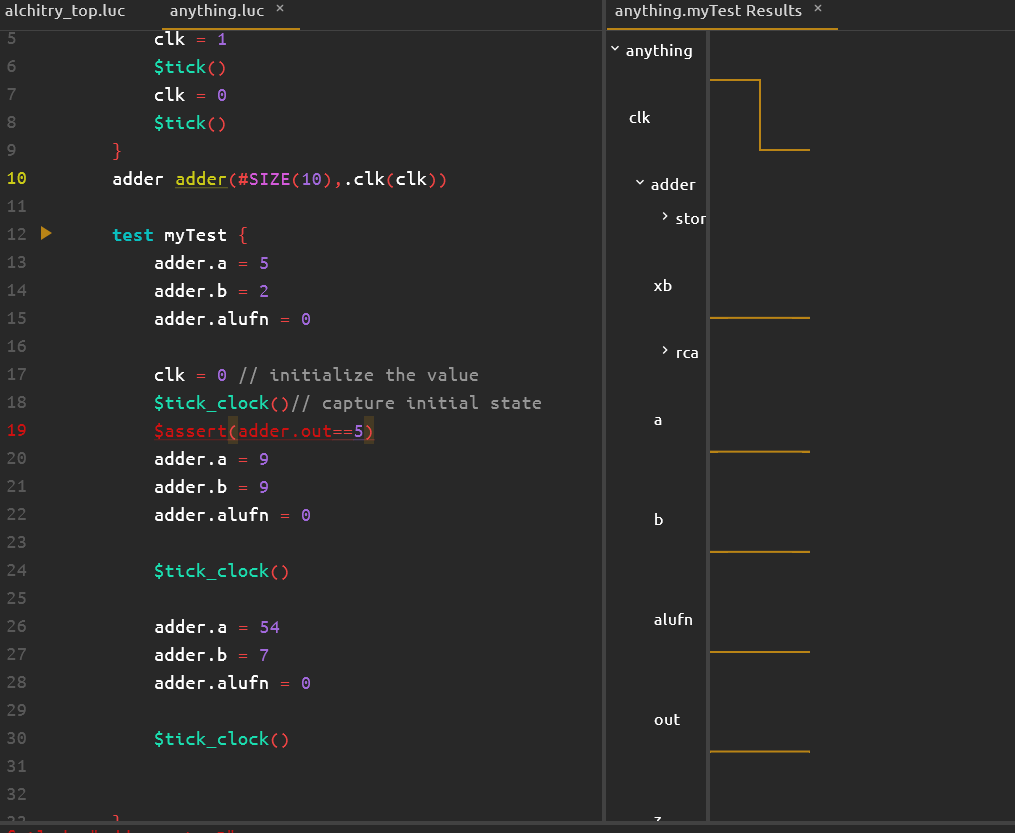 alchitry_top.luc
anything.luc ×
5 clk = 1
6 $tick()
7 clk = 0
8 $tick()
9 }
10 adder adder(#SIZE(10),.clk(clk))
11
12 test myTest {
13 adder.a = 5
14 adder.b = 2
15 adder.alufn = 0
16
17 clk = 0 // initialize the value
18 $tick_clock()// capture initial state
19 $assert(adder.out==5)
20 adder.a = 9
21 adder.b = 9
22 adder.alufn = 0
23
24 $tick_clock()
25
26 adder.a = 54
27 adder.b = 7
28 adder.alufn = 0
29
30 $tick_clock()
31
32
33 }
anything.myTest Results ×
anything
clk
adder
stor
xb
rca
a
b
alufn
out